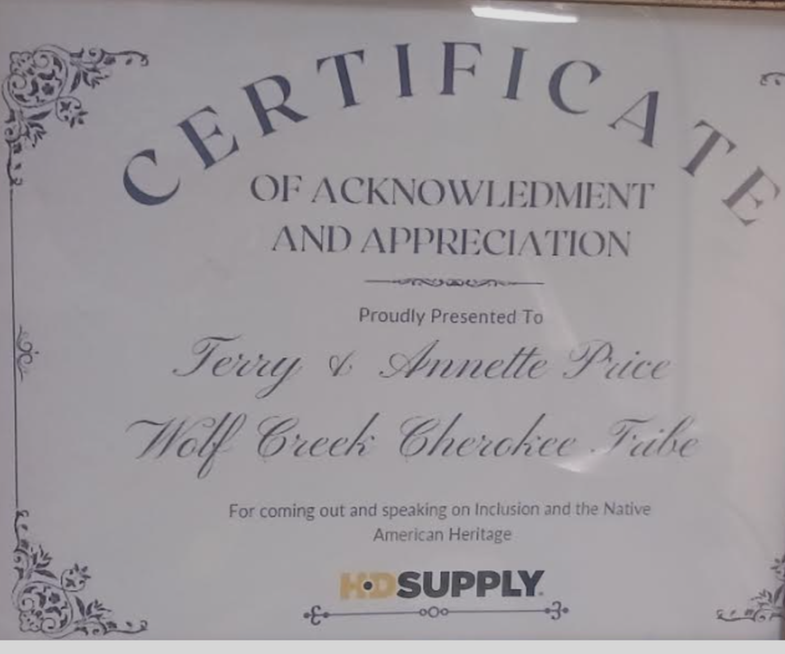 CERTIFICATE
OF ACKNOWLEDMENT
AND APPRECIATION
Proudly Presented To
Terry & Annette Price
Wolf Creek Cherokee Tribe
For coming out and speaking on Inclusion and the Native
American Heritage
HDSUPPLY